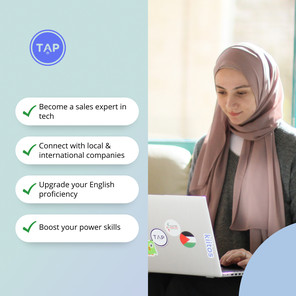 TAP
Become a sales expert in
tech
Connect with local &
international companies
Upgrade your English
proficiency
Boost your power skills
TAP